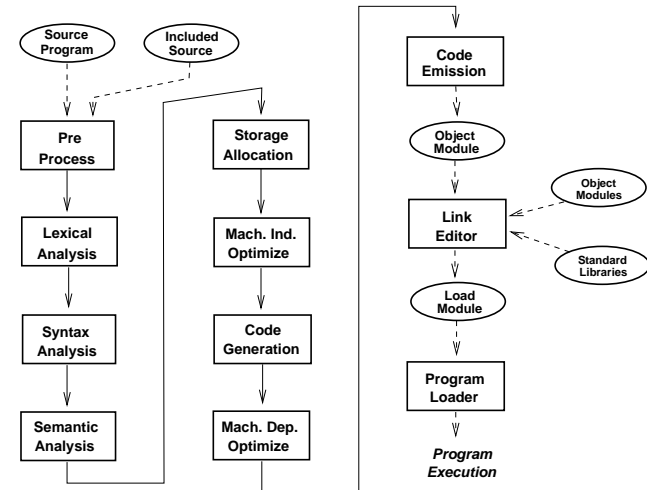 Source
Program
Included
Source
Pre
Process
Lexical
Analysis
Syntax
Analysis
Semantic
Analysis
Storage
Allocation
Mach. Ind.
Optimize
Code
Generation
Mach. Dep.
Optimize
Code
Emission
Object
Module
Link
Editor
Object
Modules
Standard
Libraries
Load
Module
Program
Loader
Program
Execution